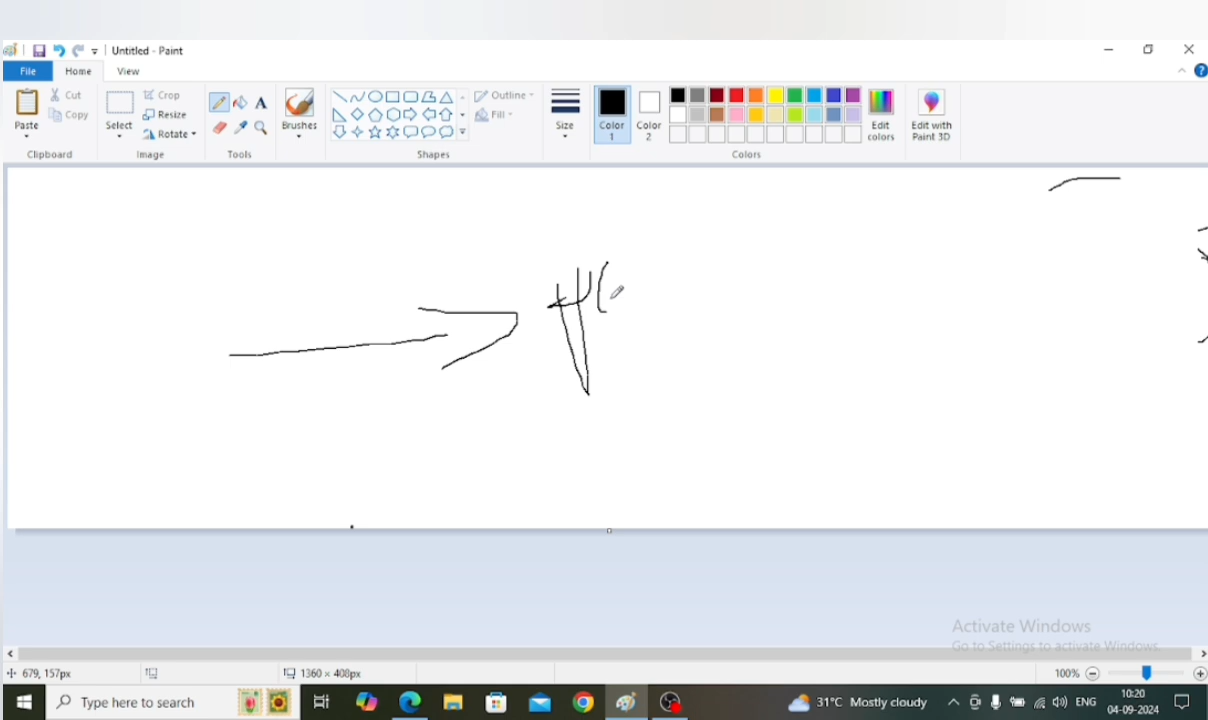 Untitled - Paint
File Home View
Paste Cut Copy Select Crop Resize Rotate A Brushes Outline Fill Size Color 1 Color 2 Edit colors Edit with Paint 3D
Clipboard Image Tools Shapes Colors
Activate Windows
Go to Settings to activate Windows.
679, 157px 1360 × 408px 100%
Type here to search 31°C Mostly cloudy ENG 10:20
04-09-2024